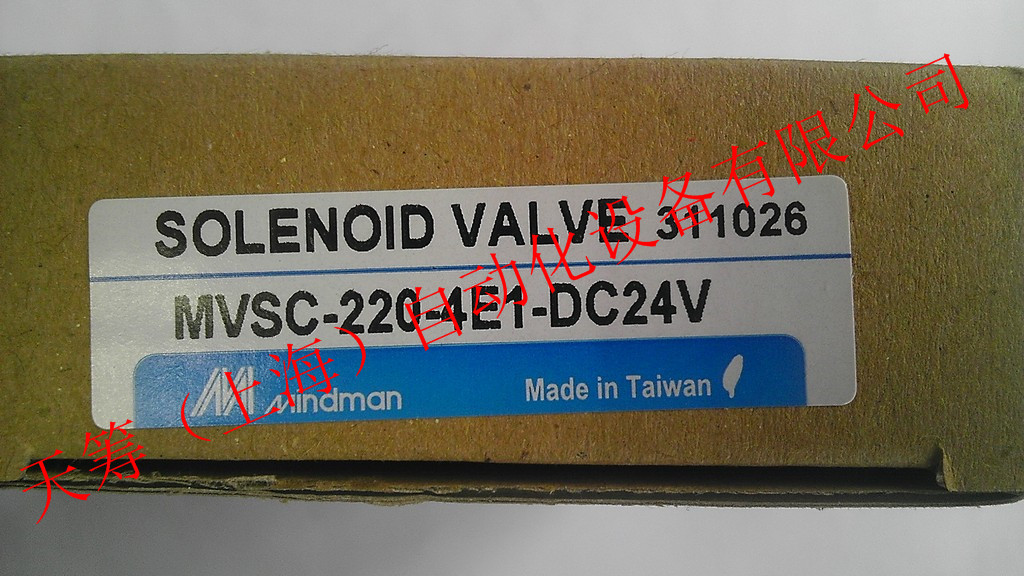 SOLENOID VALVE 311026
MVSC-220-4E1-DC24V
Mindman
Made in Taiwan
天筹（上海）自动化设备有限公司